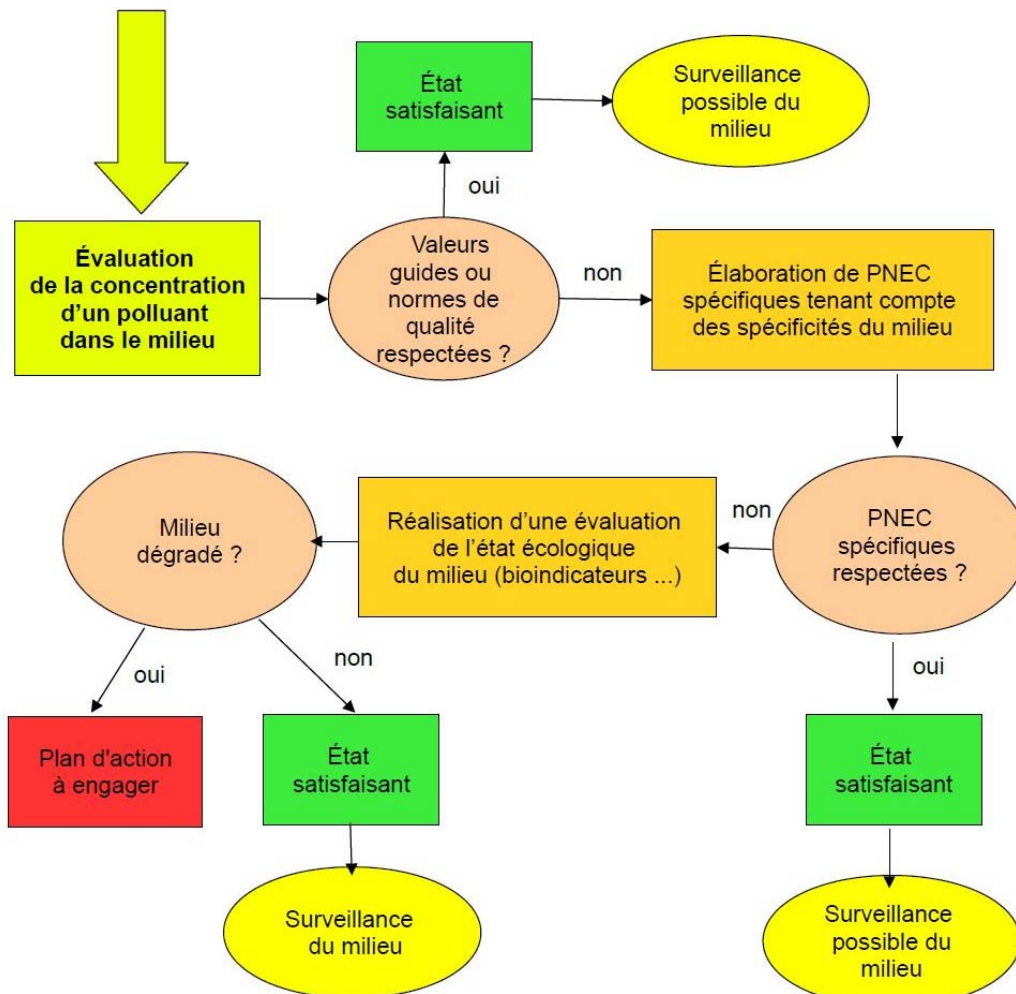 État
satisfaisant
Surveillance
possible du
milieu
oui
Évaluation
de la concentration
d'un polluant
dans le milieu
Valeurs
guides ou
normes de
qualité
respectées ?
non
Élaboration de PNEC
spécifiques tenant compte
des spécificités du milieu
PNEC
spécifiques
respectées ?
non
Réalisation d'une évaluation
de l'état écologique
du milieu (bioindicateurs ...)
Milieu
dégradé ?
oui
non
oui
Plan d'action
à engager
État
satisfaisant
État
satisfaisant
Surveillance
du milieu
Surveillance
possible du
milieu